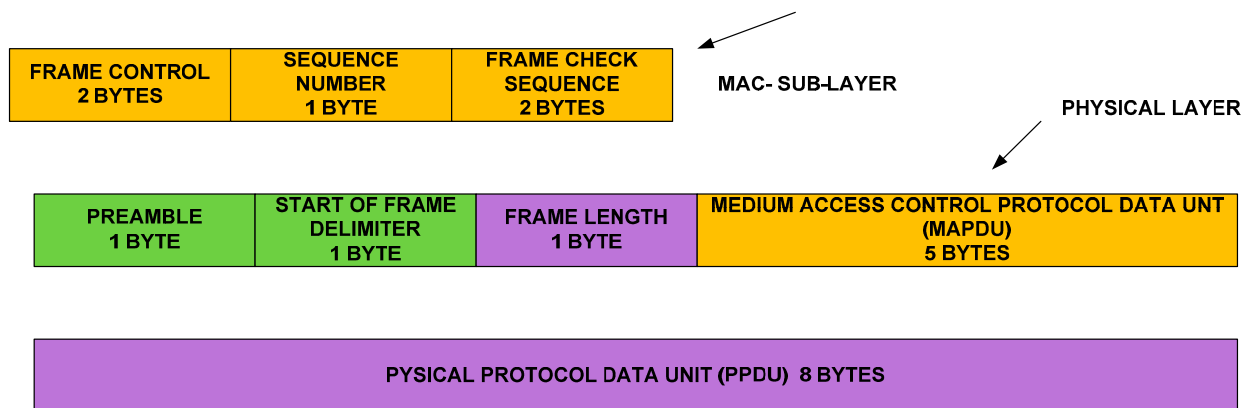 FRAME CONTROL
2 BYTES
SEQUENCE
NUMBER
1 BYTE
FRAME CHECK
SEQUENCE
2 BYTES
MAC- SUB-LAYER
PHYSICAL LAYER
PREAMBLE
1 BYTE
START OF FRAME
DELIMITER
1 BYTE
FRAME LENGTH
1 BYTE
MEDIUM ACCESS CONTROL PROTOCOL DATA UNT
(MAPDU)
5 BYTES
PYSICAL PROTOCOL DATA UNIT (PPDU) 8 BYTES